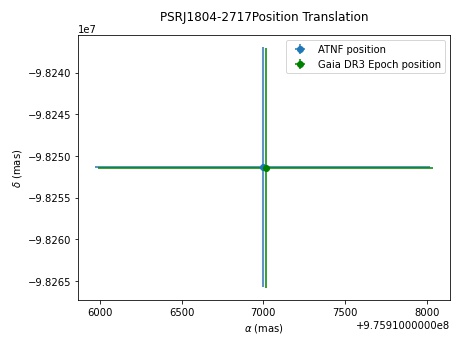 PSRJ1804-2717Position Translation
1e7
ATNF position
Gaia DR3 Epoch position
−9.8240
−9.8245
−9.8250
−9.8255
−9.8260
−9.8265
δ (mas)
6000 6500 7000 7500 8000
α (mas)
+9.7591000000e8